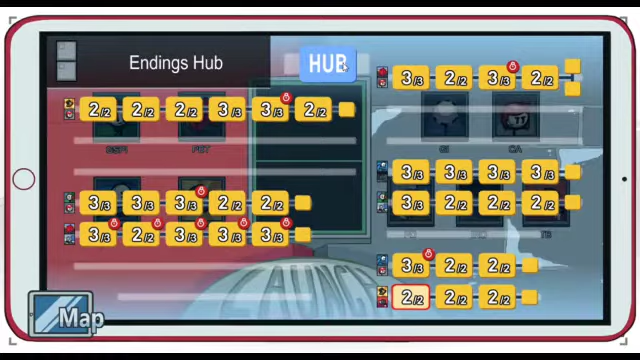 Endings Hub
HUB
2/2 2/2 2/2 3/3 3/3 2/2
3/3 3/3 3/3 2/2 2/2
3/3 2/2 3/3 3/3 3/3
3/3 2/2 3/3 2/2
GI CA
3/3 3/3 3/3 3/3
3/3 2/2 2/2 2/2
3/3 2/2 2/2
2/2 2/2 2/2
LAUNCH
Map